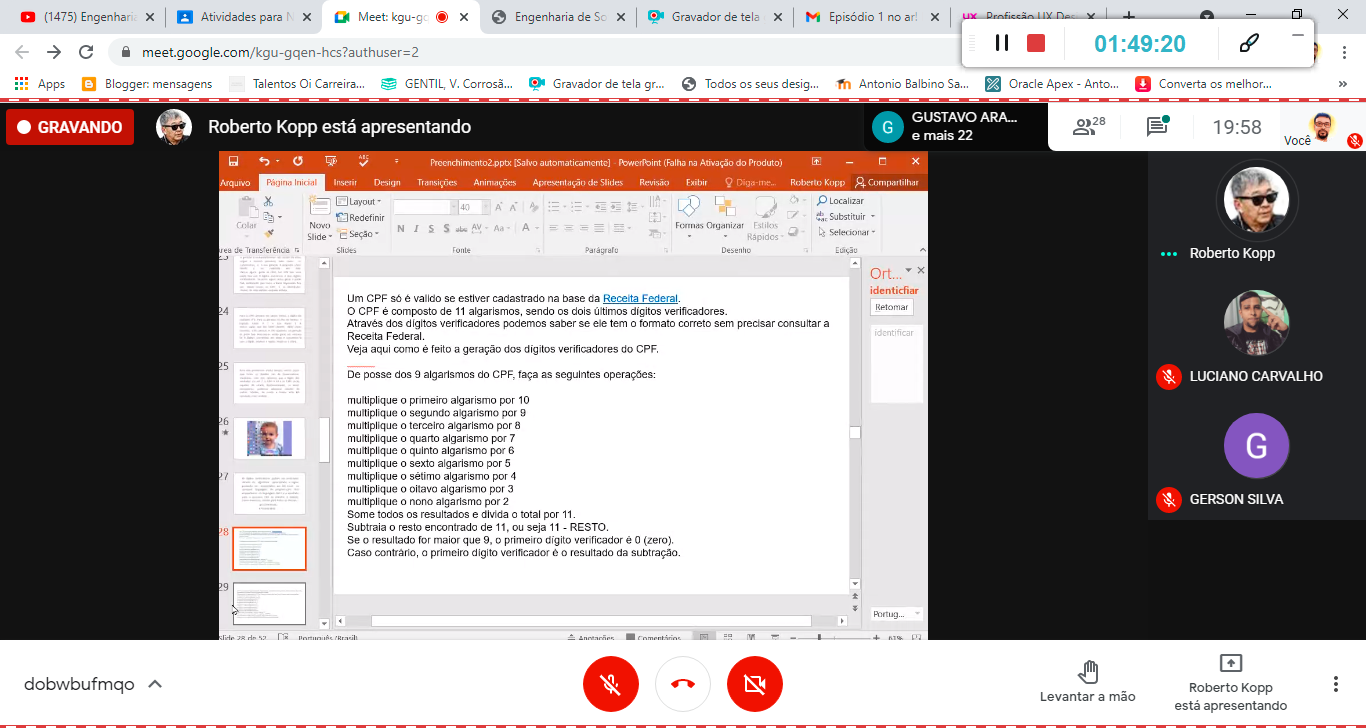 (1475) Engenhari
Atividades para N
Meet: kgu-gq
Engenharia de So
Gravador de tela
Episódio 1 no arl
Profissão UX Des
01:49:20
meet.google.com/kgu-gqen-hcs?authuser=2
Apps
Blogger: mensagens
Talentos Oi Carreira...
GENTIL, V. Corrosã...
Gravador de tela gr...
Todos os seus desig...
Antonio Balbino Sa...
Oracle Apex - Anto...
Converta os melhor...
»
GRAVANDO
Roberto Kopp está apresentando
G
GUSTAVO ARA...
e mais 22
28
19:58
Você
Preenchimento2.pptx [Salvo automaticamente] - PowerPoint (Falha na Ativação do Produto)
Arquivo
Página Inicial
Inserir
Design
Transições
Animações
Apresentação de Slides
Revisão
Exibir
Diga-me...
Roberto Kopp
Compartilhar
Colar
Novo
Slide
Layout
Redefinir
Seção
40
N I S S abc AV Aa A
Formas
Organizar
Estilos
Rápidos
Localizar
Substituir
Selecionar
rea de Transferência
Slides
Fonte
Parágrafo
Desenho
Edição
24
25
26
27
28
29
Um CPF só é valido se estiver cadastrado na base da Receita Federal.
O CPF é composto de 11 algarismos, sendo os dois últimos dígitos verificadores.
Através dos dígitos verificadores podemos saber se ele tem o formato correto sem precisar consultar a
Receita Federal.
Veja aqui como é feito a geração dos dígitos verificadores do CPF.
De posse dos 9 algarismos do CPF, faça as seguintes operações:
multiplique o primeiro algarismo por 10
multiplique o segundo algarismo por 9
multiplique o terceiro algarismo por 8
multiplique o quarto algarismo por 7
multiplique o quinto algarismo por 6
multiplique o sexto algarismo por 5
multiplique o sétimo algarismo por 4
multiplique o oitavo algarismo por 3
multiplique o nono algarismo por 2
Some todos os resultados e divida o total por 11.
Subtraia o resto encontrado de 11, ou seja 11 - RESTO.
Se o resultado for maior que 9, o primeiro dígito verificador é 0 (zero).
Caso contrário, o primeiro dígito verificador é o resultado da subtração.
Ort...
identicfiar
Retomar
identificar
Portug...
Slide 28 de 52
Português (Brasil)
Anotações
Comentários
61%
Roberto Kopp
LUCIANO CARVALHO
G
GERSON SILVA
dobwbufmqo
Levantar a mão
Roberto Kopp
está apresentando